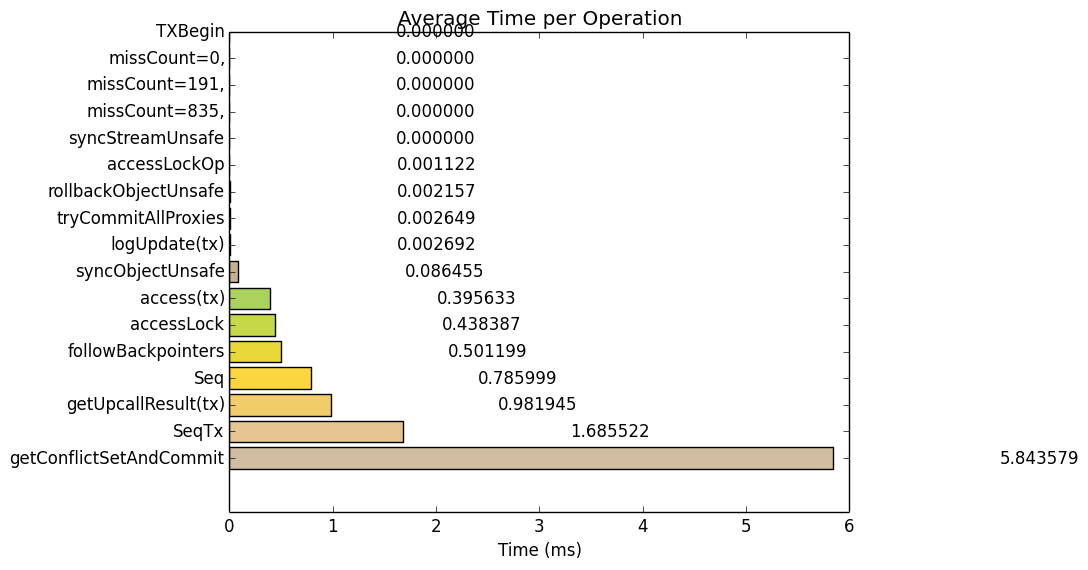 Average Time per Operation
TXBegin 0.000000
missCount=0, 0.000000
missCount=191, 0.000000
missCount=835, 0.000000
syncStreamUnsafe 0.000000
accessLockOp 0.001122
rollbackObjectUnsafe 0.002157
tryCommitAllProxies 0.002649
logUpdate(tx) 0.002692
syncObjectUnsafe 0.086455
access(tx) 0.395633
accessLock 0.438387
followBackpointers 0.501199
Seq 0.785999
getUpcallResult(tx) 0.981945
SeqTx 1.685522
getConflictSetAndCommit 5.843579
0 1 2 3 4 5 6
Time (ms)